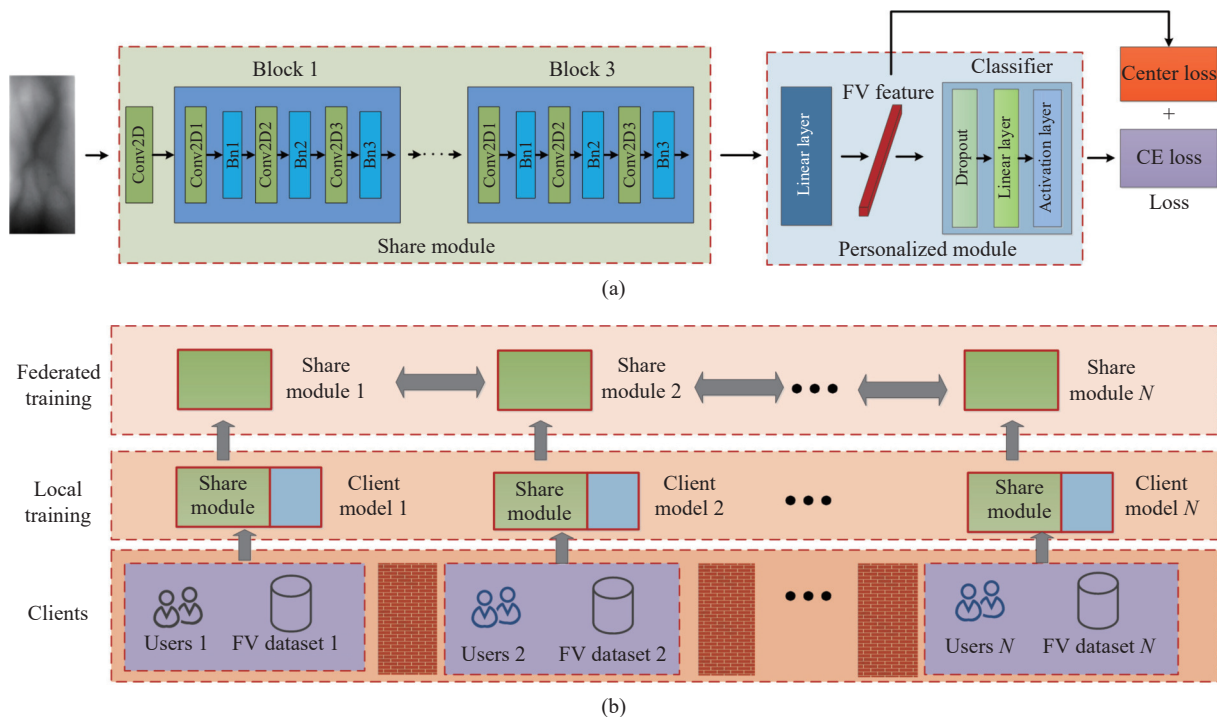 Block 1
Block 3
Classifier
FV feature
Center loss
Conv2D
Conv2D1
Bn1
Conv2D2
Bn2
Conv2D3
Bn3
Conv2D1
Bn1
Conv2D2
Bn2
Conv2D3
Bn3
Linear layer
Dropout
Linear layer
Activation layer
+
CE loss
Loss
Share module
Personalized module
(a)
Federated
training
Share
module 1
Share
module 2
Share
module N
Local
training
Share
module
Client
model 1
Share
module
Client
model 2
Share
module
Client
model N
Clients
Users 1
FV dataset 1
Users 2
FV dataset 2
Users N
FV dataset N
(b)